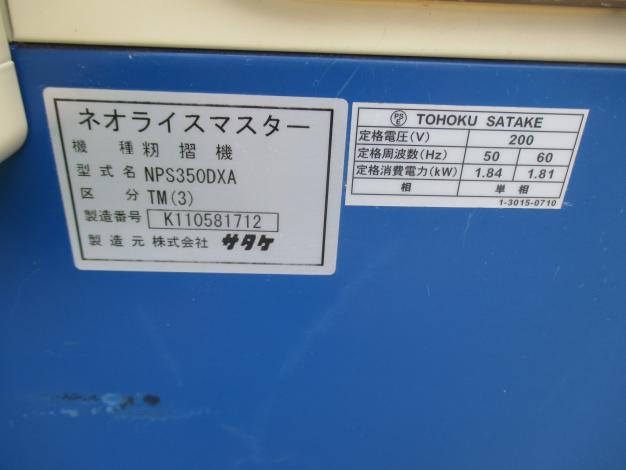 ネオライスマスター
機種 籾摺機
型式名 NPS350DXA
区分 TM(3)
製造番号 K110581712
製造元 株式会社 サタケ
PSE TOHOKU SATAKE
定格電圧(V) 200
定格周波数(Hz) 50 60
定格消費電力(kW) 1.84 1.81
相 単相
1-3015-0710